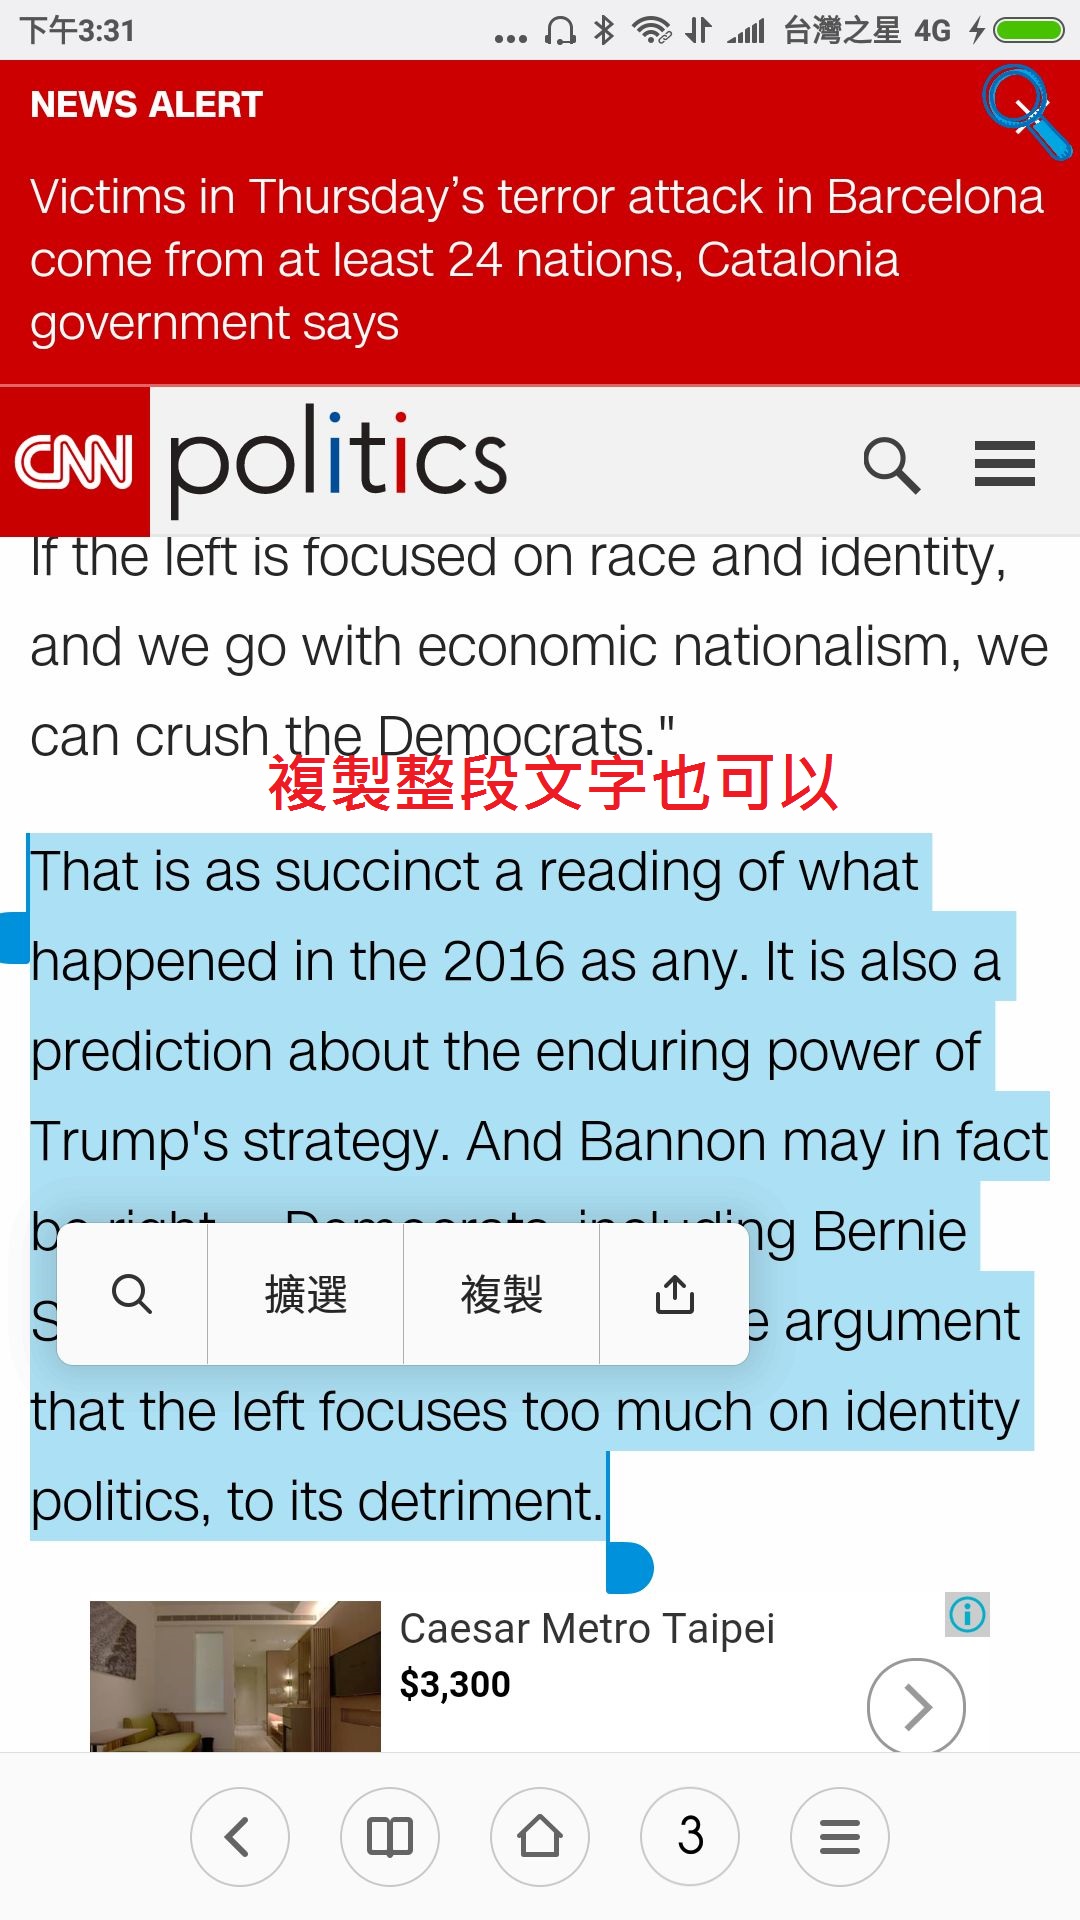 下午3:31
台灣之星 4G
NEWS ALERT
Victims in Thursday’s terror attack in Barcelona
come from at least 24 nations, Catalonia
government says
CNN politics
If the left is focused on race and identity,
and we go with economic nationalism, we
can crush the Democrats."
複製整段文字也可以
That is as succinct a reading of what
happened in the 2016 as any. It is also a
prediction about the enduring power of
Trump's strategy. And Bannon may in fact
be right -- Democrats, including Bernie
argument
擴選
複製
that the left focuses too much on identity
politics, to its detriment.
Caesar Metro Taipei
$3,300
3